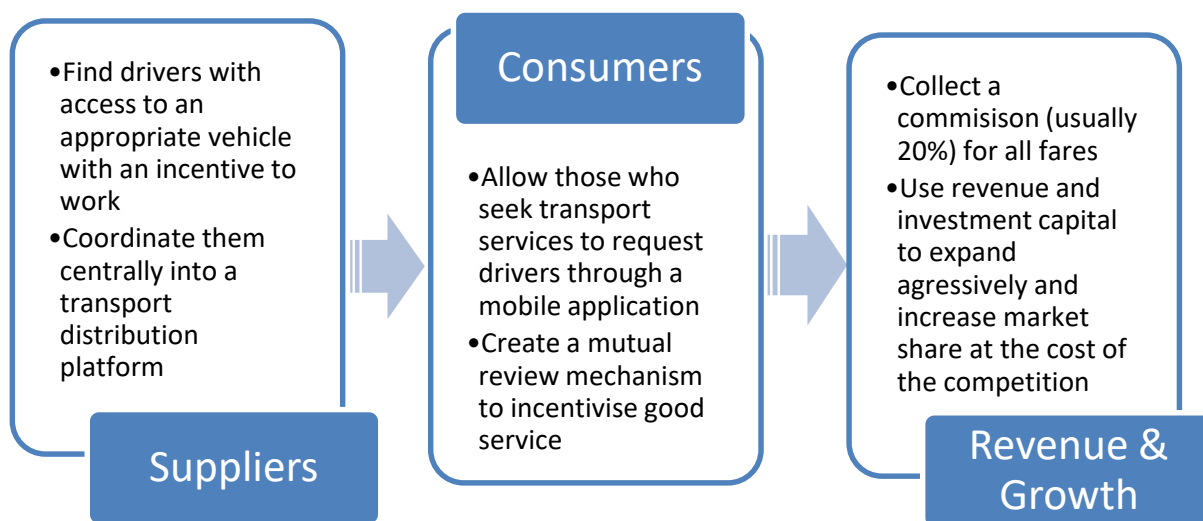 •Find drivers with
access to an
appropriate vehicle
with an incentive to
work
•Coordinate them
centrally into a
transport
distribution
platform
Suppliers
Consumers
•Allow those who
seek transport
services to request
drivers through a
mobile application
•Create a mutual
review mechanism
to incentivise good
service
•Collect a
commisison (usually
20%) for all fares
•Use revenue and
investment capital
to expand
agressively and
increase market
share at the cost of
the competition
Revenue &
Growth